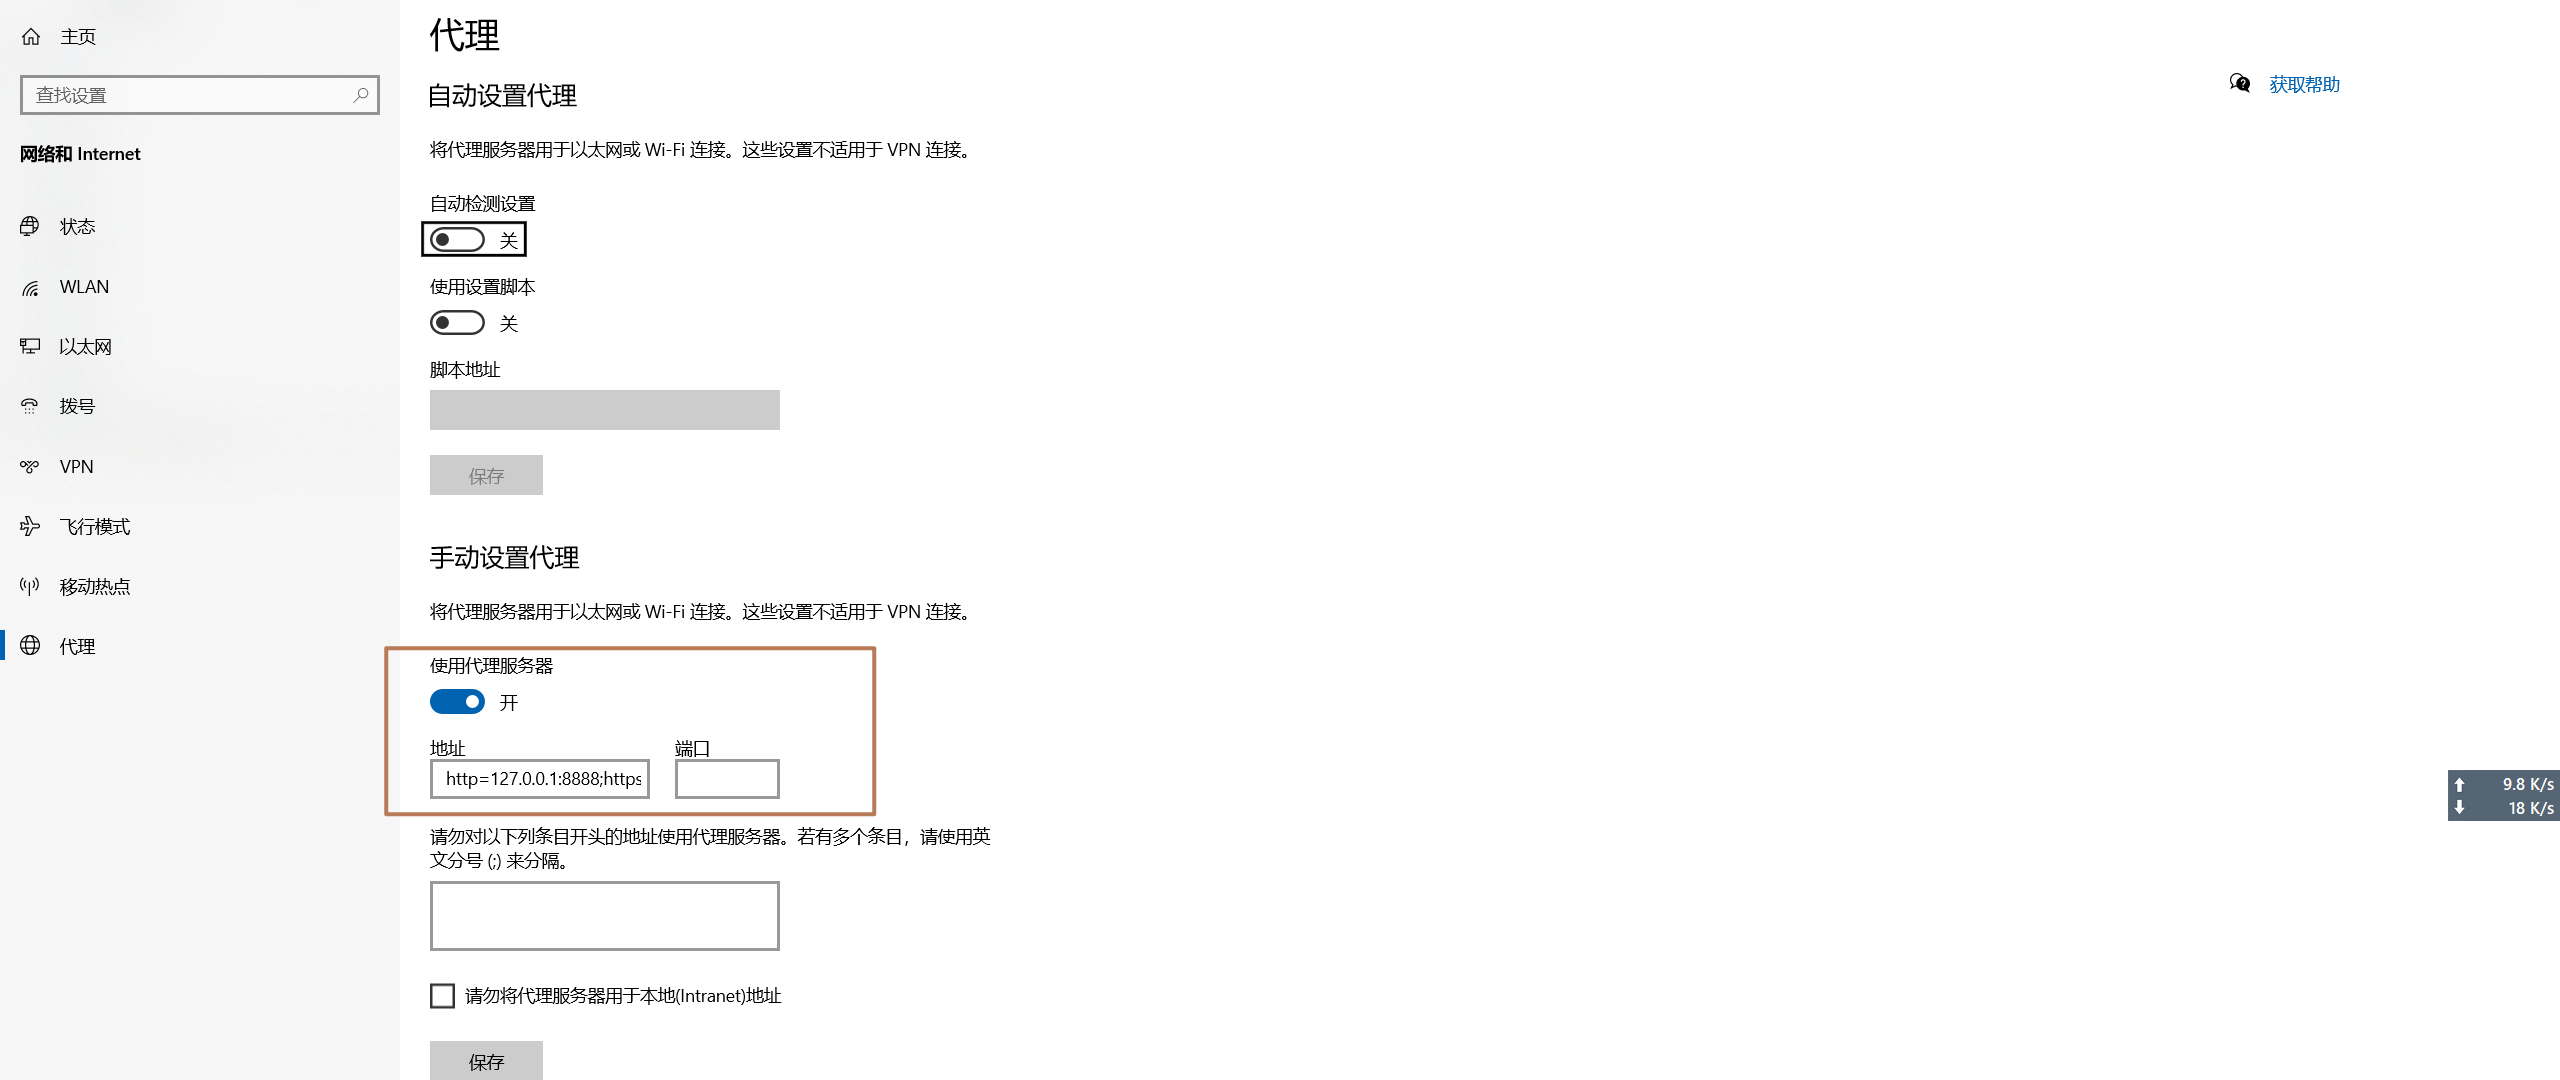 主页
查找设置
网络和 Internet
状态
WLAN
以太网
拨号
VPN
飞行模式
移动热点
代理
代理
自动设置代理
将代理服务器用于以太网或 Wi-Fi 连接。这些设置不适用于 VPN 连接。
自动检测设置
关
使用设置脚本
关
脚本地址
保存
手动设置代理
将代理服务器用于以太网或 Wi-Fi 连接。这些设置不适用于 VPN 连接。
使用代理服务器
开
地址 端口
http=127.0.0.1:8888;https
请勿对以下列条目开头的地址使用代理服务器。若有多个条目，请使用英
文分号 (;) 来分隔。
请勿将代理服务器用于本地(Intranet)地址
保存
获取帮助
9.8 K/s
18 K/s